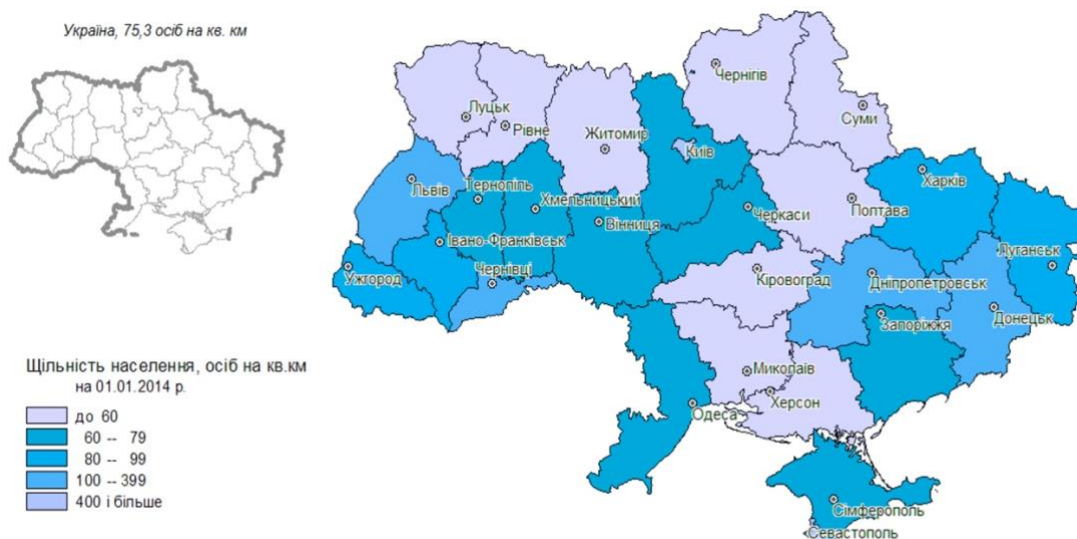 Україна, 75,3 осіб на кв. км
Чернігів
Луцьк
Рівне
Житомир
Суми
Київ
Львів
Тернопіль
Хмельницький
Харків
Вінниця
Черкаси
Полтава
Івано-Франківськ
Луганськ
Ужгород
Чернівці
Кіровоград
Дніпропетровськ
Запоріжжя
Донецьк
Миколаїв
Херсон
Одеса
Сімферополь
Севастополь
Щільність населення, осіб на кв.км
на 01.01.2014 р.
до 60
60 -- 79
80 -- 99
100 -- 399
400 і більше